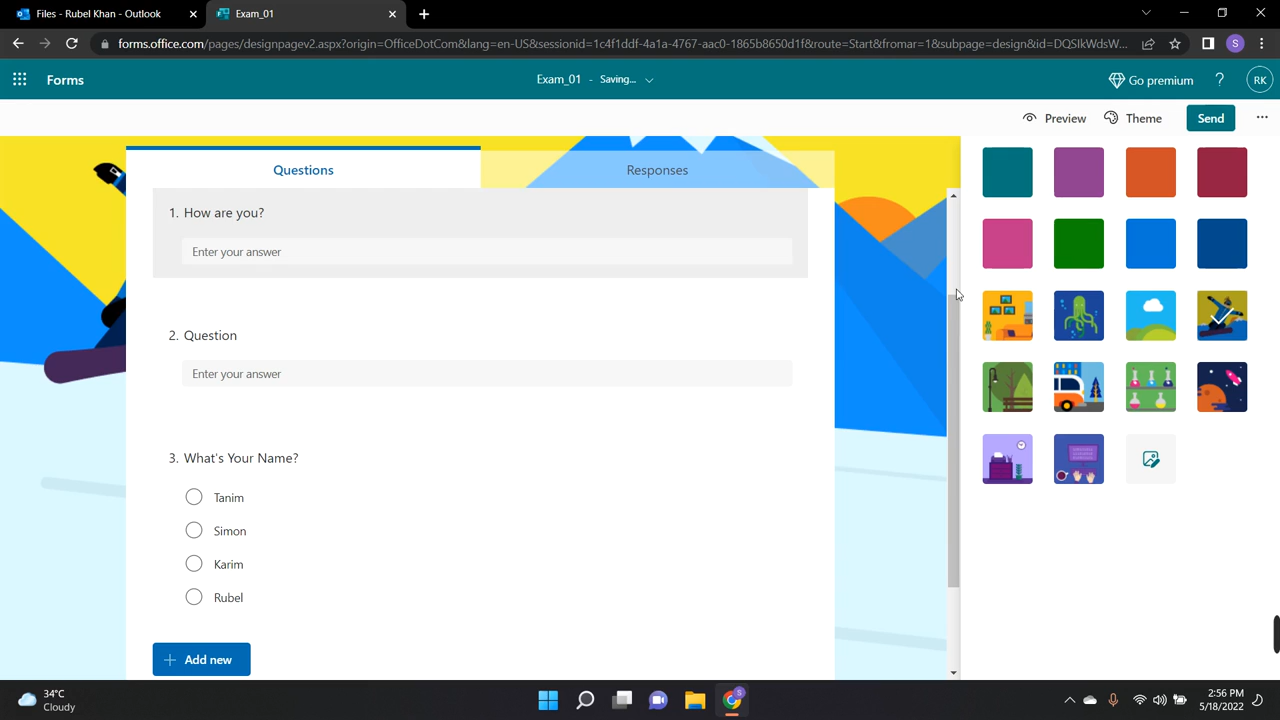 Files - Rubel Khan - Outlook
Exam_01
forms.office.com/pages/designpagev2.aspx?origin=OfficeDotCom&lang=en-US&sessionid=1c4f1ddf-4a1a-4767-aac0-1865b8650d1f&route=Start&fromar=1&subpage=design&id=DQSIkWdsW...
S
Forms
Exam_01 - Saving...
Go premium
?
RK
Preview
Theme
Send
Questions
Responses
1. How are you?
Enter your answer
2. Question
Enter your answer
3. What's Your Name?
Tanim
Simon
Karim
Rubel
Add new
34°C
Cloudy
S
2:56 PM
5/18/2022